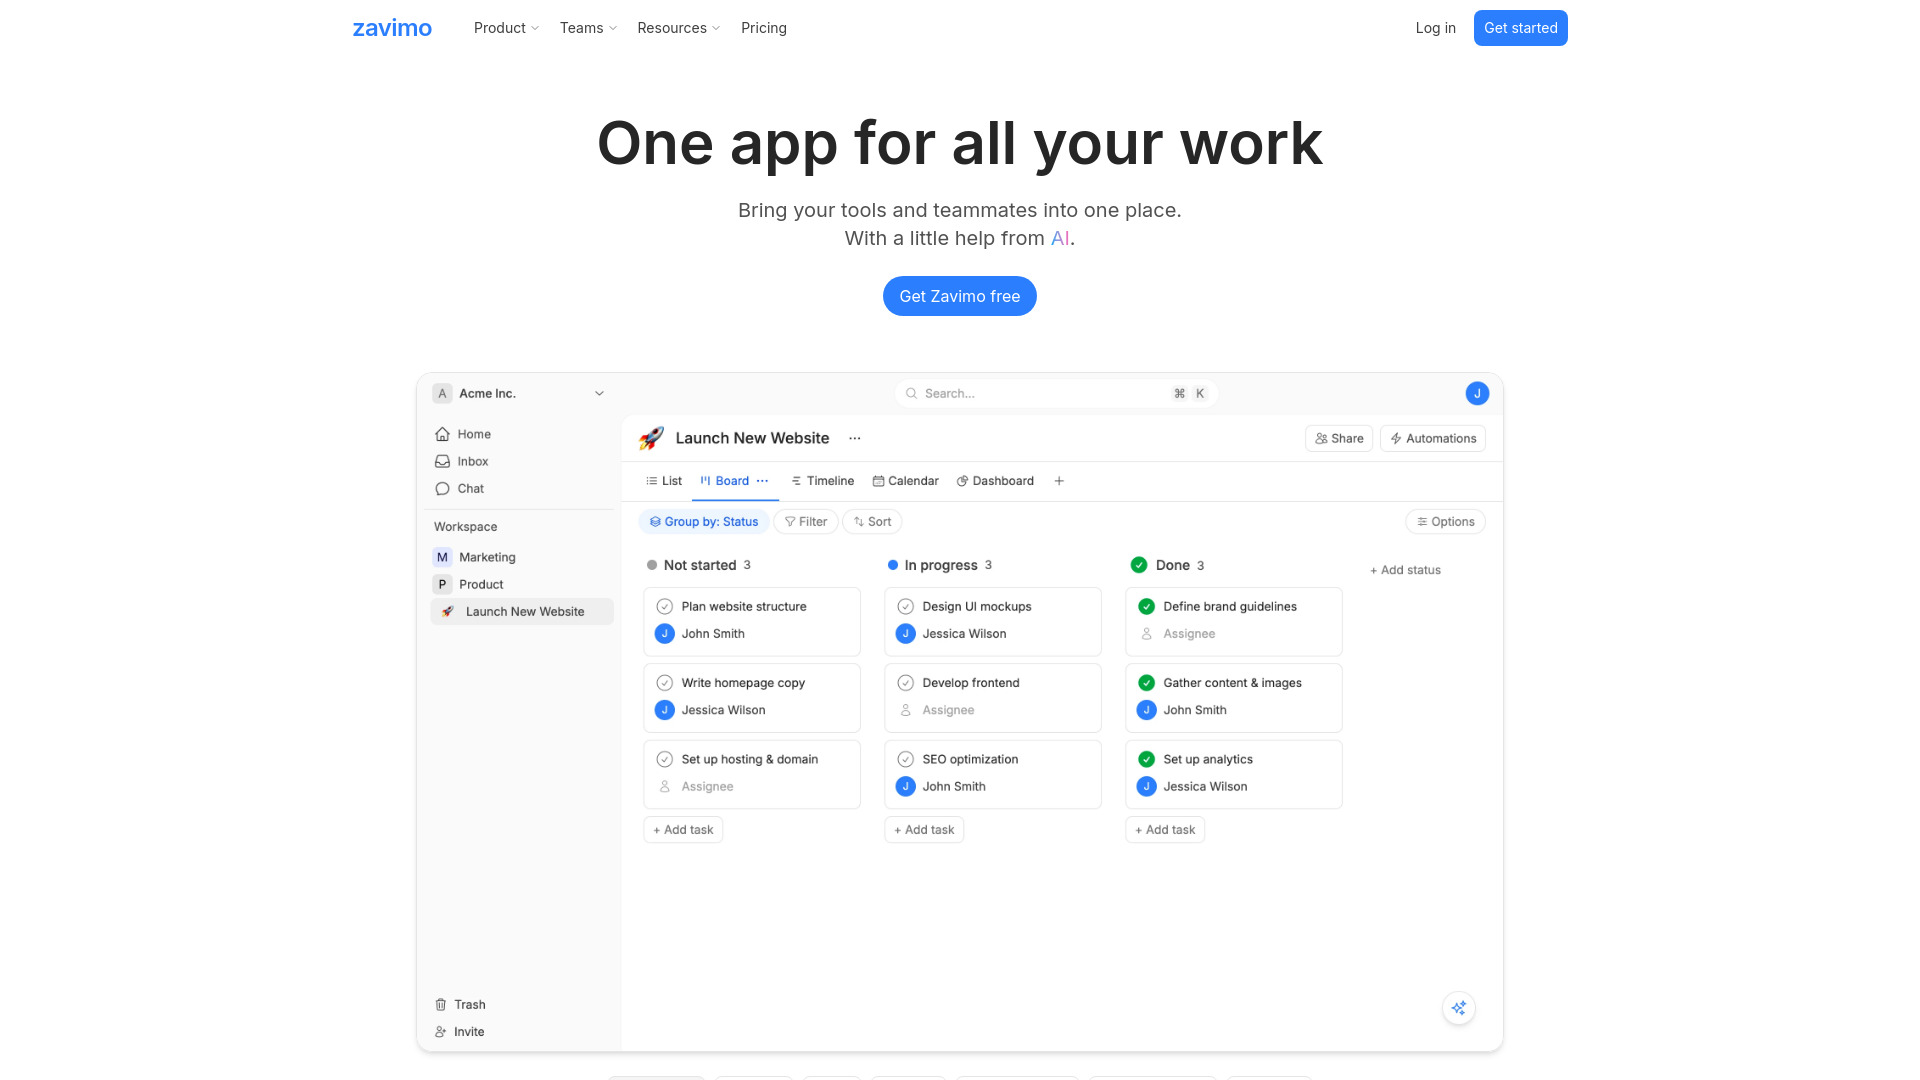 zavimo
Product
Teams
Resources
Pricing
Log in
Get started
One app for all your work
Bring your tools and teammates into one place.
With a little help from AI.
Get Zavimo free
A Acme Inc.
Search...
⌘ K
J
Home
Inbox
Chat
Workspace
M Marketing
P Product
Launch New Website
Trash
Invite
Launch New Website
Share
Automations
List
Board
Timeline
Calendar
Dashboard
Group by: Status
Filter
Sort
Options
Not started 3
Plan website structure
J John Smith
Write homepage copy
J Jessica Wilson
Set up hosting & domain
Assignee
+ Add task
In progress 3
Design UI mockups
J Jessica Wilson
Develop frontend
Assignee
SEO optimization
J John Smith
+ Add task
Done 3
Define brand guidelines
Assignee
Gather content & images
J John Smith
Set up analytics
J Jessica Wilson
+ Add task
+ Add status